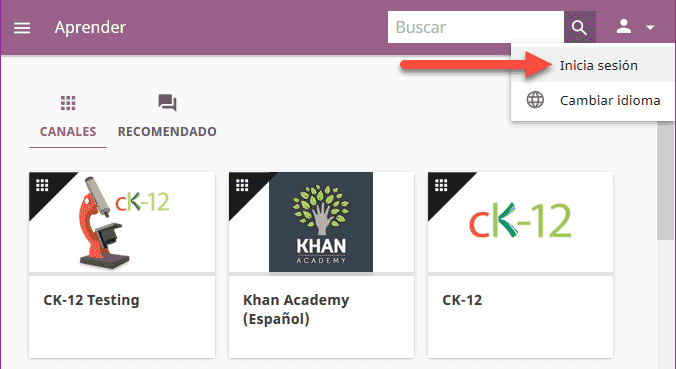 Aprender
Buscar
Inicia sesión
Cambiar idioma
CANALES
RECOMENDADO
cK-12
KHAN
ACADEMY
cK-12
CK-12 Testing
Khan Academy
(Español)
CK-12